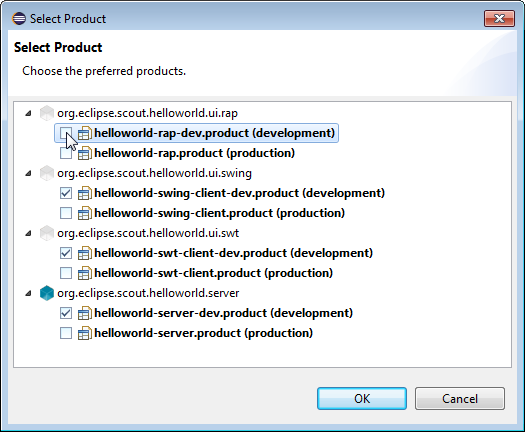 Select Product
Select Product
Choose the preferred products.
org.eclipse.scout.helloworld.ui.rap
helloworld-rap-dev.product (development)
helloworld-rap.product (production)
org.eclipse.scout.helloworld.ui.swing
helloworld-swing-client-dev.product (development)
helloworld-swing-client.product (production)
org.eclipse.scout.helloworld.ui.swt
helloworld-swt-client-dev.product (development)
helloworld-swt-client.product (production)
org.eclipse.scout.helloworld.server
helloworld-server-dev.product (development)
helloworld-server.product (production)
OK Cancel